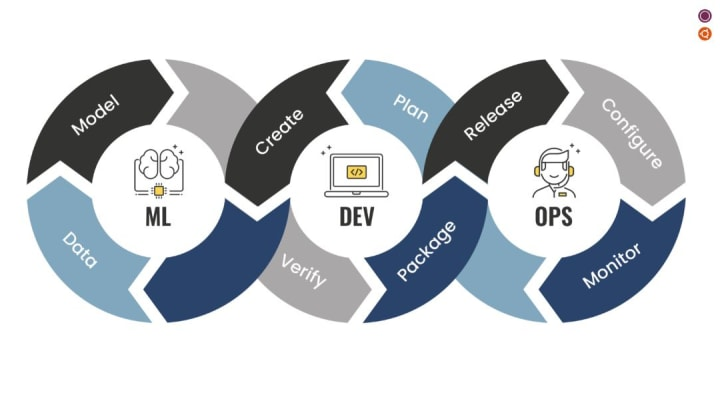 Model
Create
Plan
Release
Configure
ML
DEV
OPS
Data
Verify
Package
Monitor